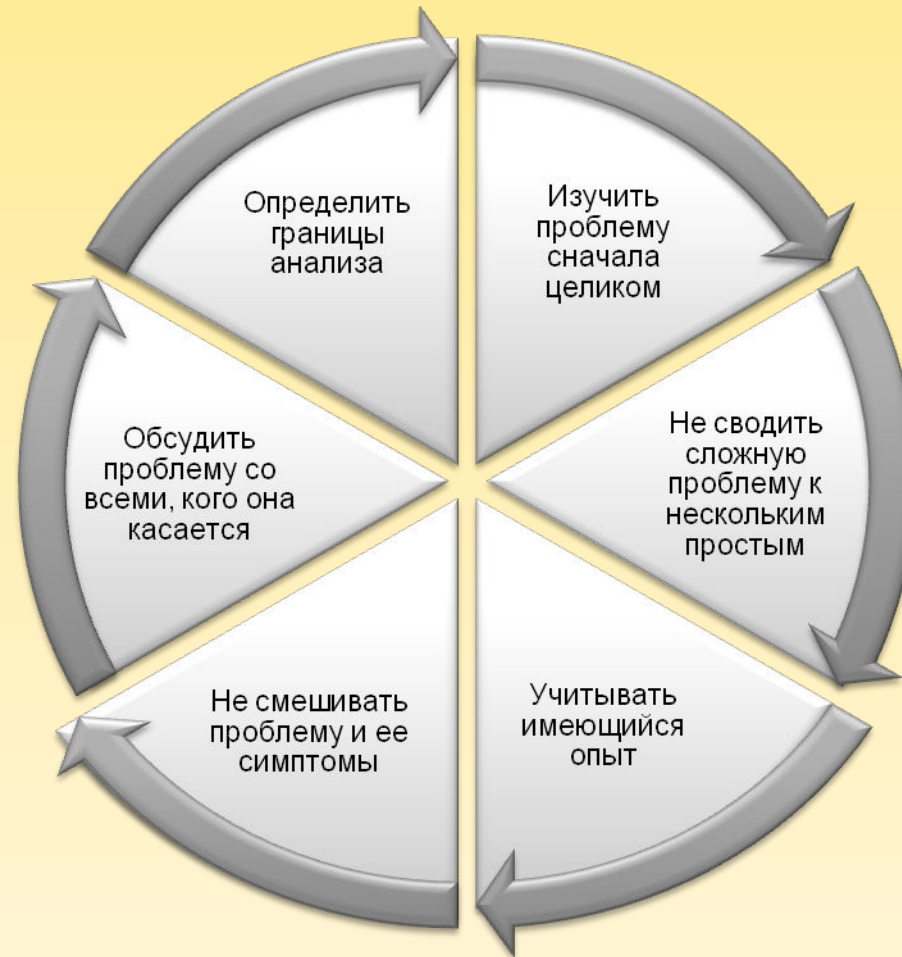 Определить
границы
анализа
Изучить
проблему
сначала
целиком
Не сводить
сложную
проблему к
нескольким
простым
Учитывать
имеющийся
опыт
Не смешивать
проблему и ее
симптомы
Обсудить
проблему со
всеми, кого она
касается